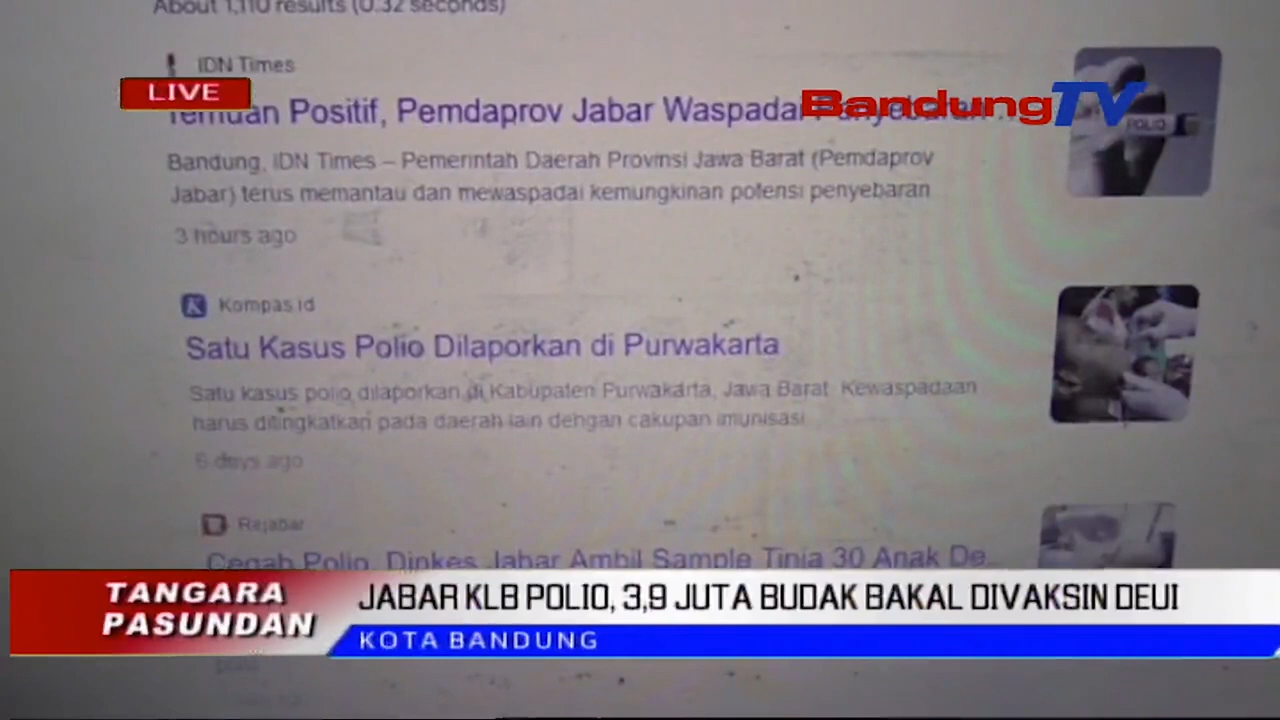 About 1,110 results (0.32 seconds)
IDN Times
LIVE
Temuan Positif, Pemdaprov Jabar Waspadai Penyebaran ...
BandungTV
POLIO
Bandung, IDN Times – Pemerintah Daerah Provinsi Jawa Barat (Pemdaprov
Jabar) terus memantau dan mewaspadai kemungkinan potensi penyebaran
3 hours ago
Kompas.id
Satu Kasus Polio Dilaporkan di Purwakarta
Satu kasus polio dilaporkan di Kabupaten Purwakarta, Jawa Barat. Kewaspadaan
harus ditingkatkan pada daerah lain dengan cakupan imunisasi
6 days ago
Rejabar
Cegah Polio, Dinkes Jabar Ambil Sample Tinja 30 Anak De
TANGARA
PASUNDAN
JABAR KLB POLIO, 3,9 JUTA BUDAK BAKAL DIVAKSIN DEUI
KOTA BANDUNG